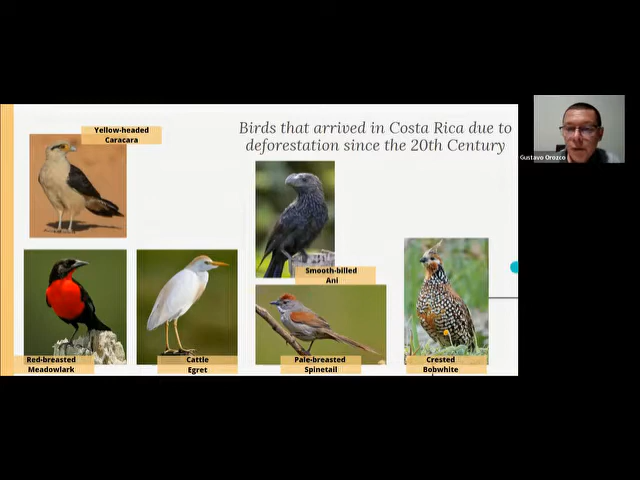 Birds that arrived in Costa Rica due to
deforestation since the 20th Century
Yellow-headed
Caracara
Smooth-billed
Ani
Red-breasted
Meadowlark
Cattle
Egret
Pale-breasted
Spinetail
Crested
Bobwhite
Gustavo Orozco